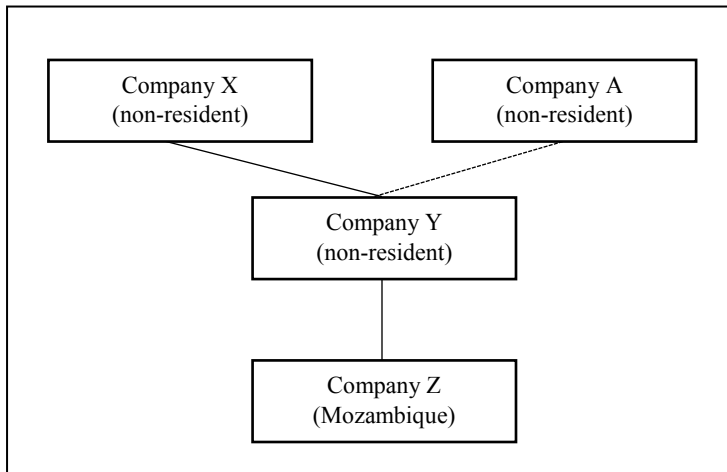 Company X
(non-resident)
Company A
(non-resident)
Company Y
(non-resident)
Company Z
(Mozambique)